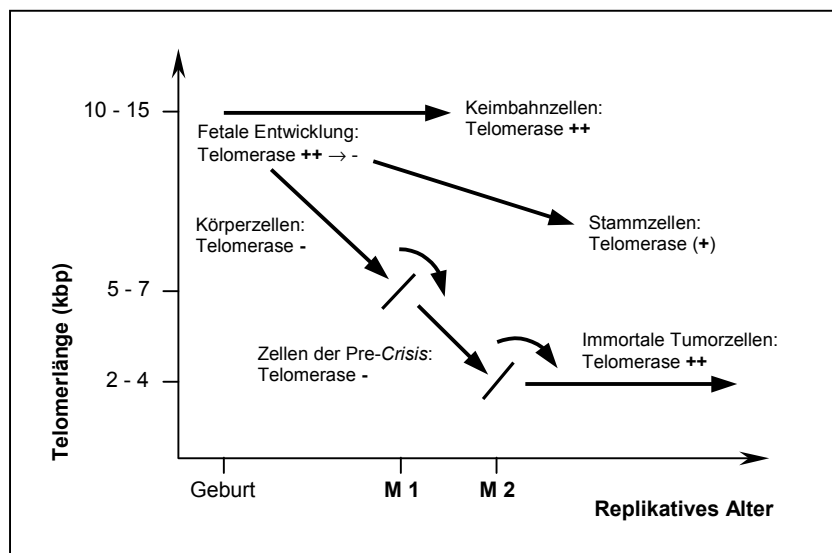 10 - 15
Keimbahnzellen:
Telomerase ++
Fetale Entwicklung:
Telomerase ++ → -
Körperzellen:
Telomerase -
Stammzellen:
Telomerase (+)
5 - 7
Zellen der Pre-Crisis:
Telomerase -
Immortale Tumorzellen:
Telomerase ++
2 - 4
Telomerlänge (kbp)
Geburt
M 1
M 2
Replikatives Alter